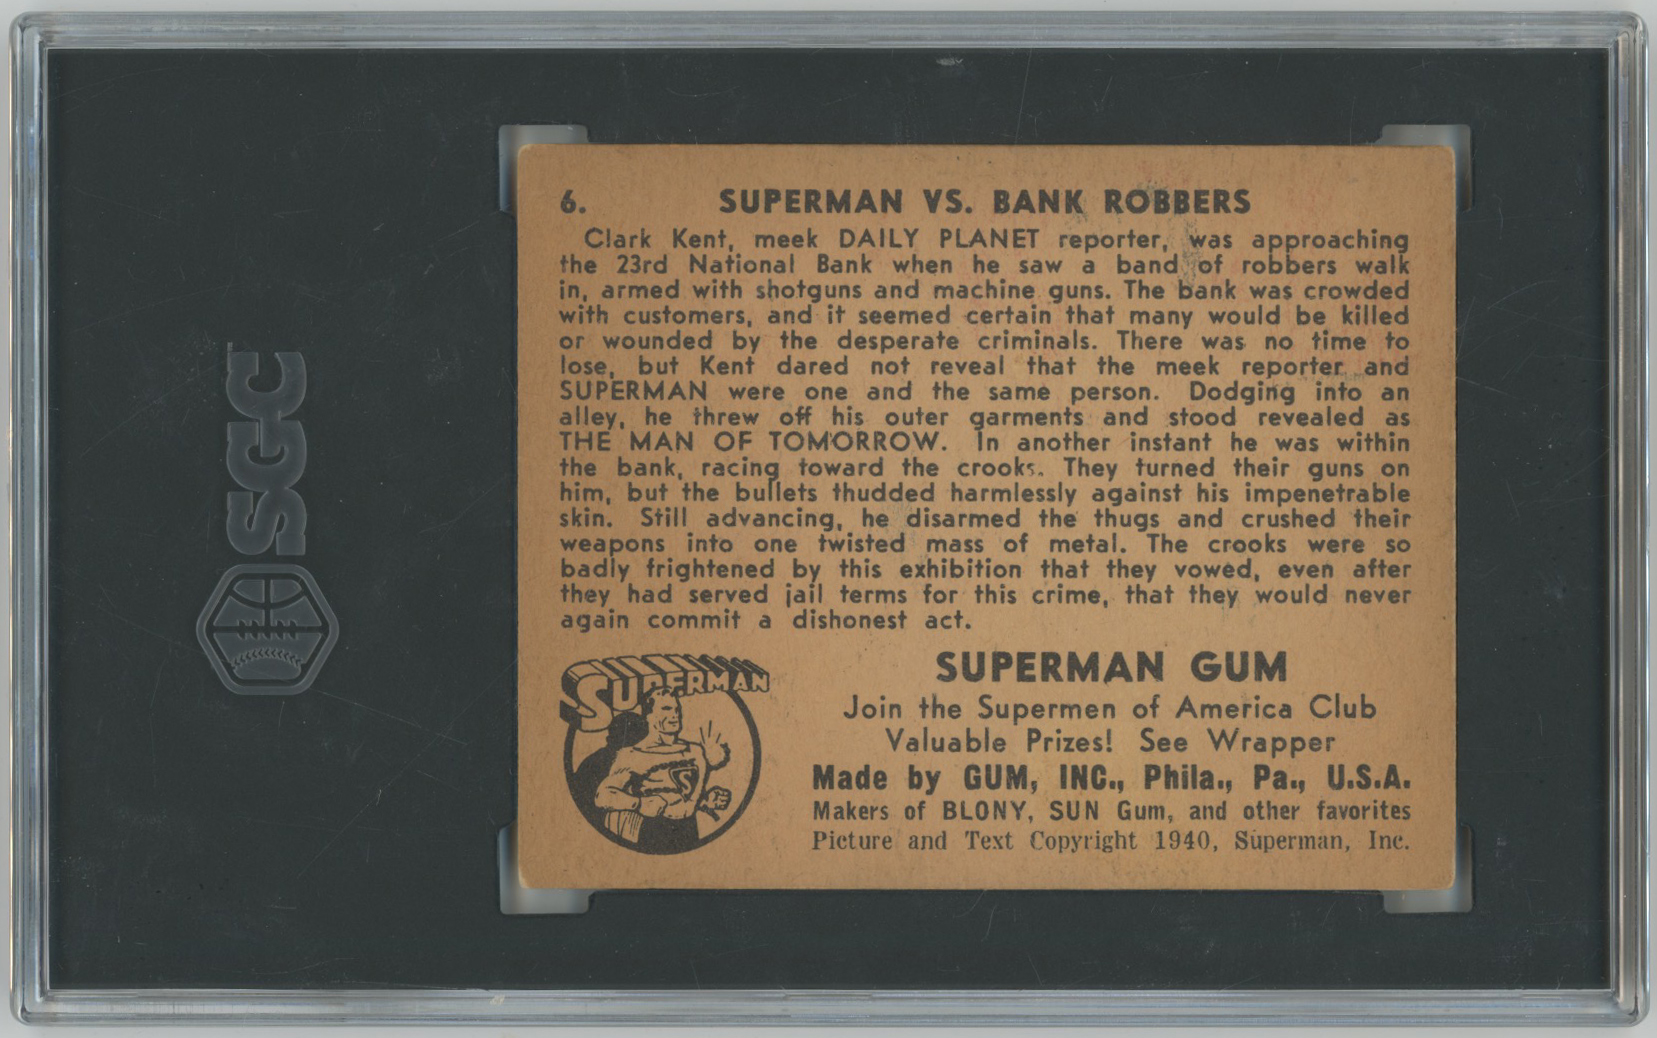 SGC
6. SUPERMAN VS. BANK ROBBERS
Clark Kent, meek DAILY PLANET reporter, was approaching
the 23rd National Bank when he saw a band of robbers walk
in, armed with shotguns and machine guns. The bank was crowded
with customers, and it seemed certain that many would be killed
or wounded by the desperate criminals. There was no time to
lose, but Kent dared not reveal that the meek reporter and
SUPERMAN were one and the same person. Dodging into an
alley, he threw off his outer garments and stood revealed as
THE MAN OF TOMORROW. In another instant he was within
the bank, racing toward the crooks. They turned their guns on
him, but the bullets thudded harmlessly against his impenetrable
skin. Still advancing, he disarmed the thugs and crushed their
weapons into one twisted mass of metal. The crooks were so
badly frightened by this exhibition that they vowed, even after
they had served jail terms for this crime, that they would never
again commit a dishonest act.
SUPERMAN
S
SUPERMAN GUM
Join the Supermen of America Club
Valuable Prizes! See Wrapper
Made by GUM, INC., Phila., Pa., U.S.A.
Makers of BLONY, SUN Gum, and other favorites
Picture and Text Copyright 1940, Superman, Inc.